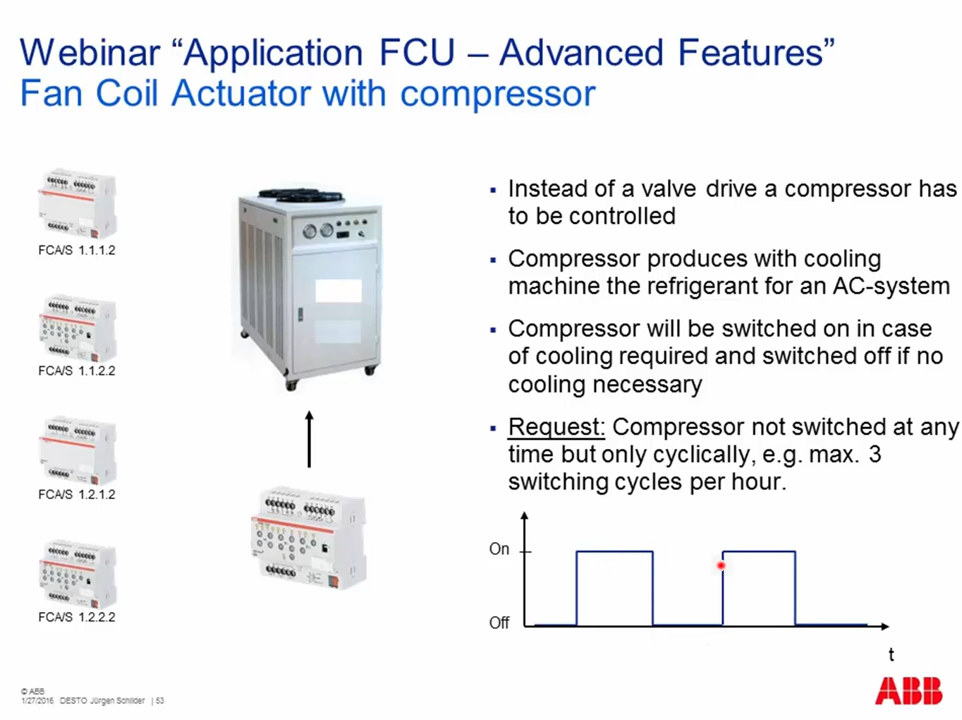 Webinar “Application FCU – Advanced Features”
Fan Coil Actuator with compressor
FCA/S 1.1.1.2
FCA/S 1.1.2.2
FCA/S 1.2.1.2
FCA/S 1.2.2.2
▪ Instead of a valve drive a compressor has
to be controlled
▪ Compressor produces with cooling
machine the refrigerant for an AC-system
▪ Compressor will be switched on in case
of cooling required and switched off if no
cooling necessary
▪ Request: Compressor not switched at any
time but only cyclically, e.g. max. 3
switching cycles per hour.
On
Off
t
© ABB
1/27/2016 DESTO Jürgen Schilder | 53
ABB